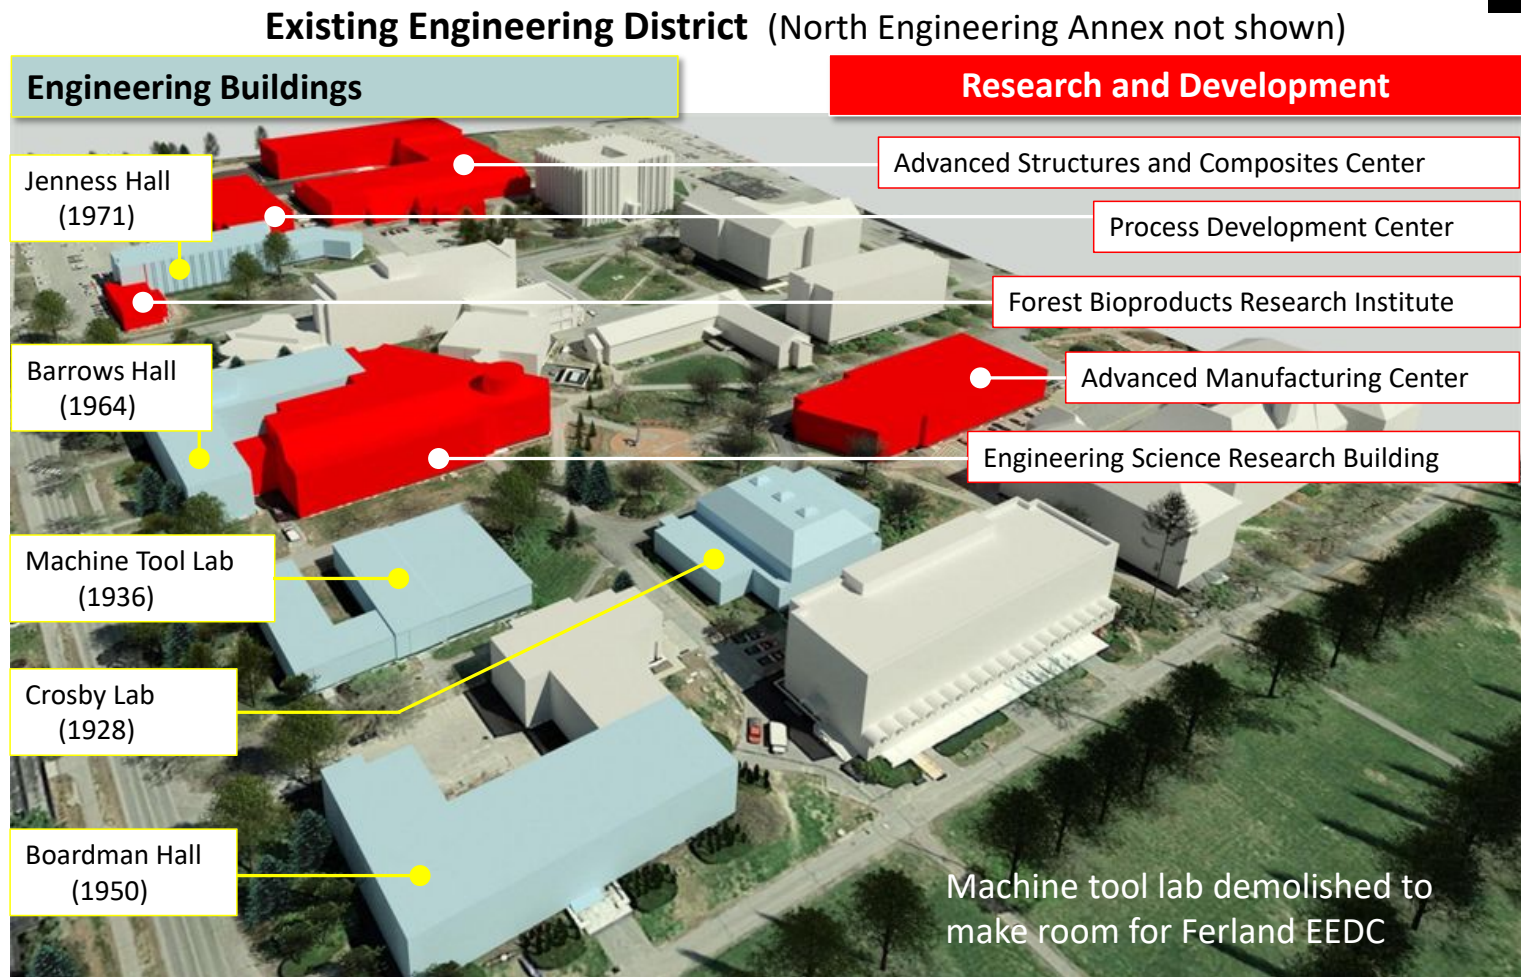 Existing Engineering District (North Engineering Annex not shown)
Engineering Buildings
Research and Development
Jenness Hall
(1971)
Barrows Hall
(1964)
Machine Tool Lab
(1936)
Crosby Lab
(1928)
Boardman Hall
(1950)
Advanced Structures and Composites Center
Process Development Center
Forest Bioproducts Research Institute
Advanced Manufacturing Center
Engineering Science Research Building
Machine tool lab demolished to
make room for Ferland EEDC